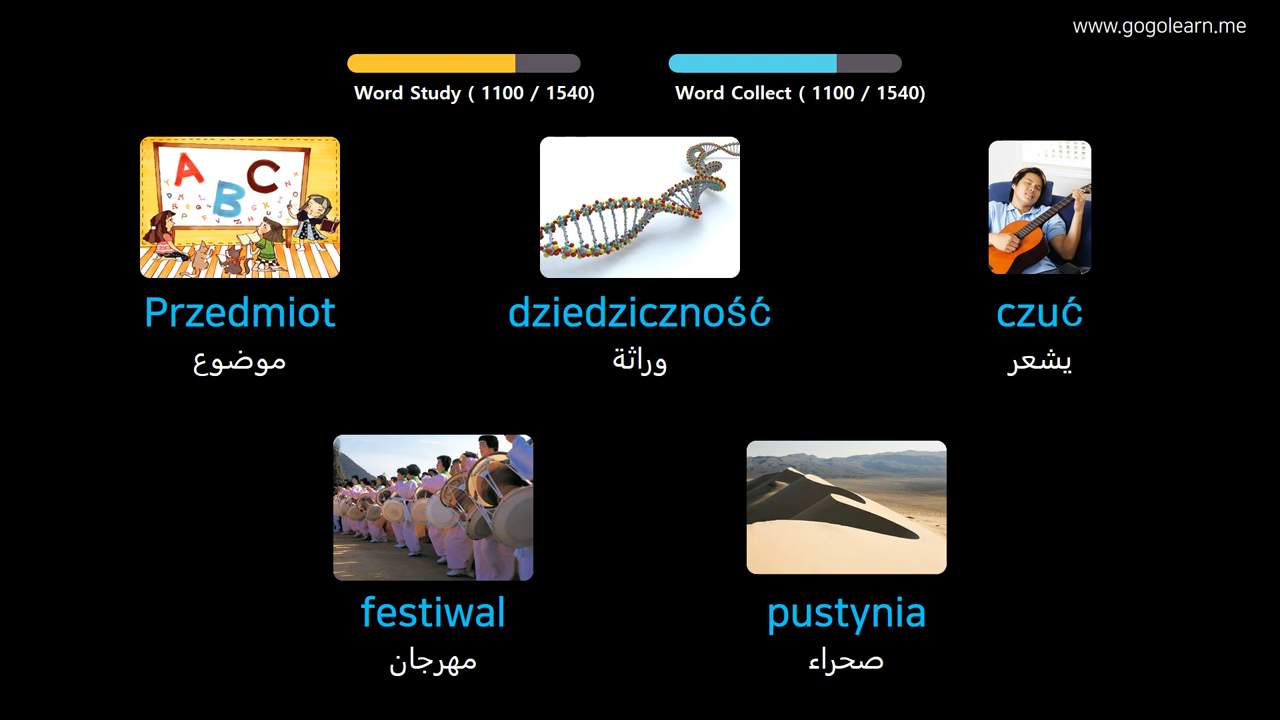 www.gogolearn.me
Word Study ( 1100 / 1540)
Word Collect ( 1100 / 1540)
A B C
Przedmiot
موضوع
dziedziczność
وراثة
czuć
يشعر
festiwal
مهرجان
pustynia
صحراء